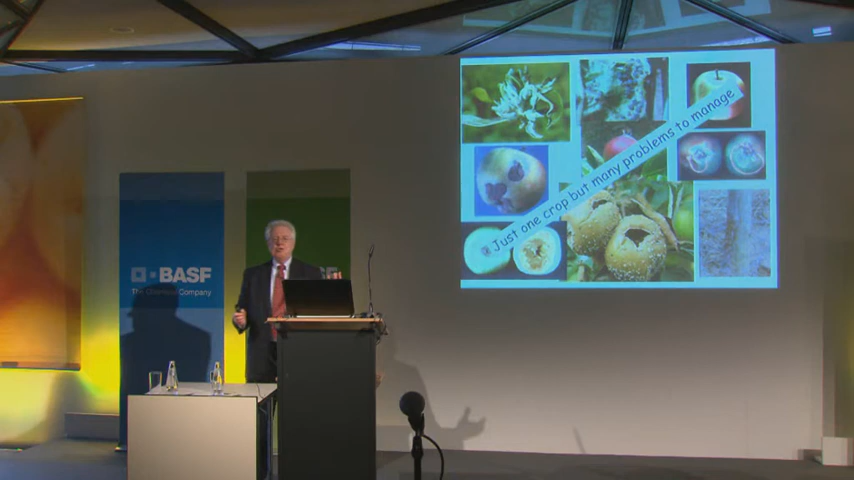 Just one crop but many problems to manage
BASF
The Chemical Company